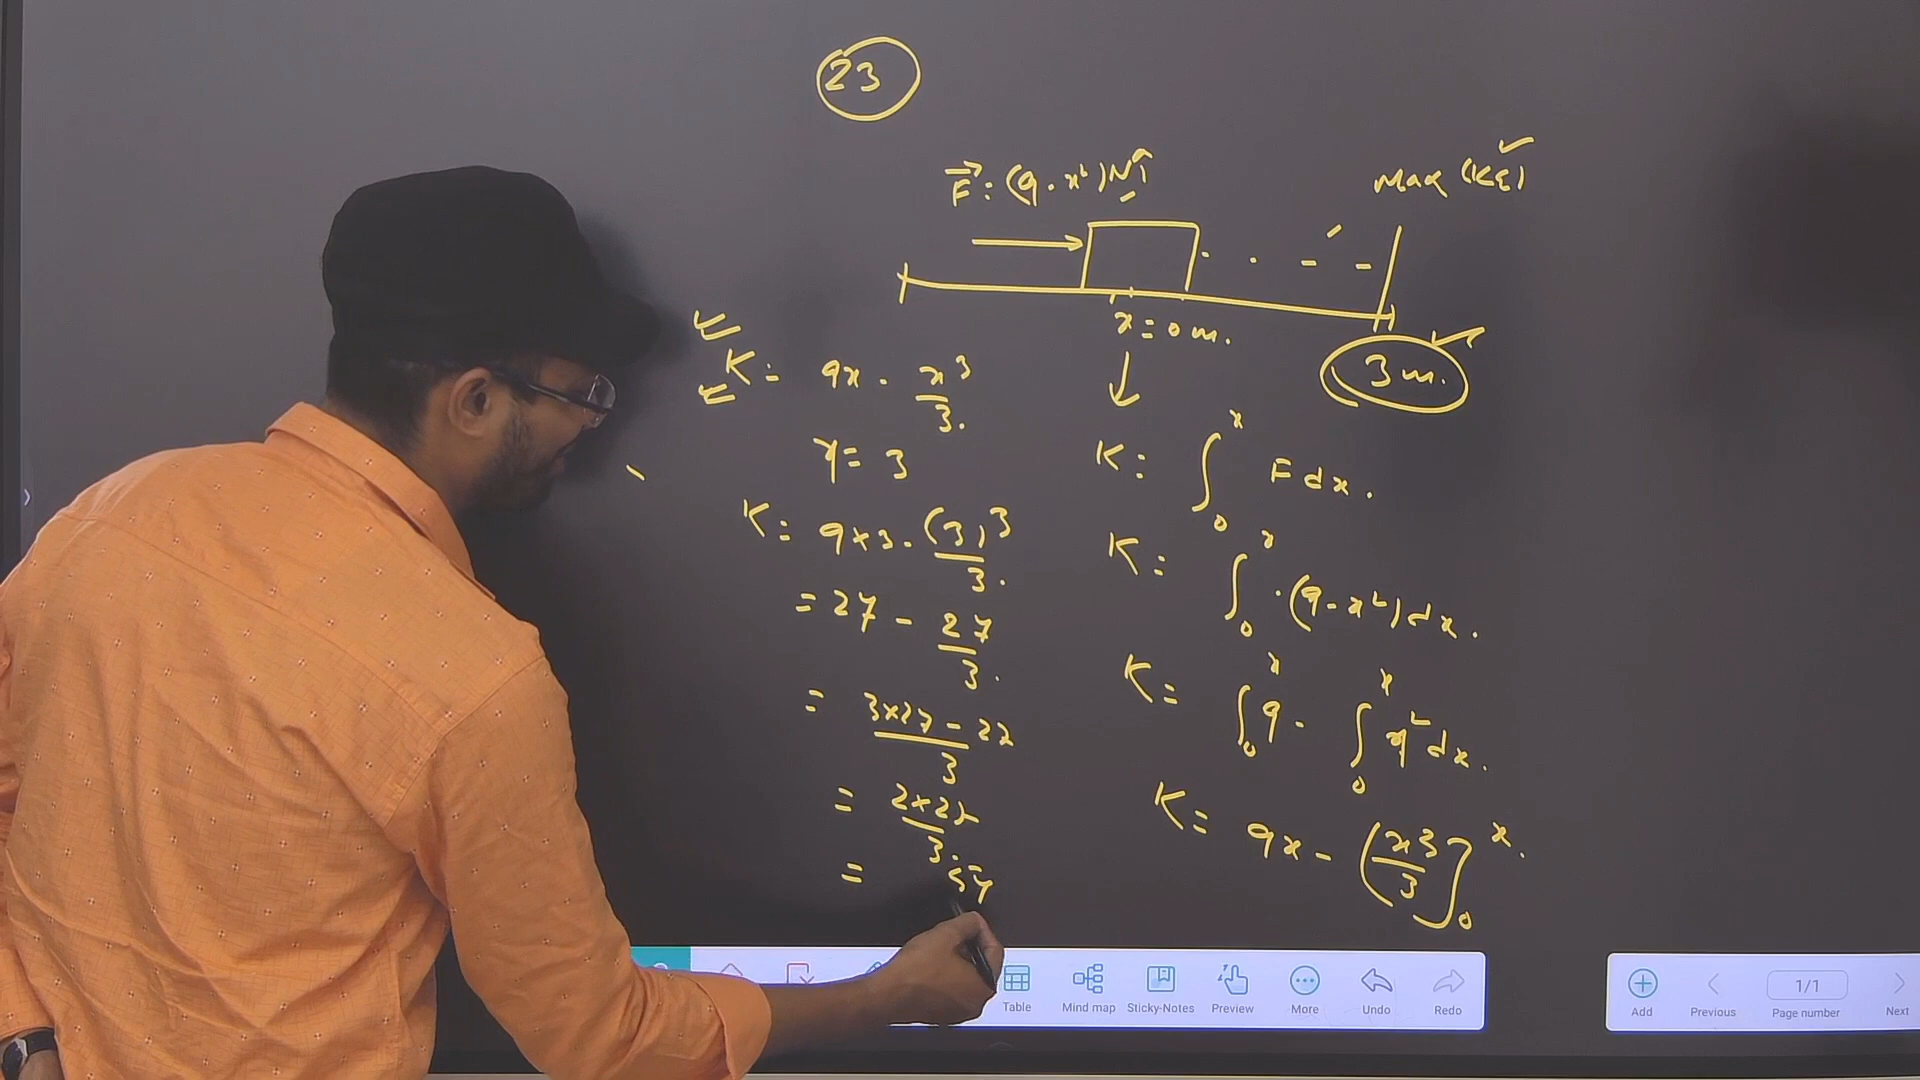 23
F : (9 - x²) N î
Max (KE)
x = 0 m.
3 m.
K = 9x - x³/3.
x = 3
K = 9×3 - (3)³/3.
= 27 - 27/3.
= 3×27 - 27/3
= 2×27/3.
= 54
K = ∫₀ˣ F dx.
K = ∫₀ˣ (9 - x²) dx.
K = ∫₀ˣ 9 - ∫₀ˣ x² dx.
K = 9x - (x³/3]₀ˣ.
Table
Mind map
Sticky-Notes
Preview
More
Undo
Redo
Add
Previous
1/1
Page number
Next